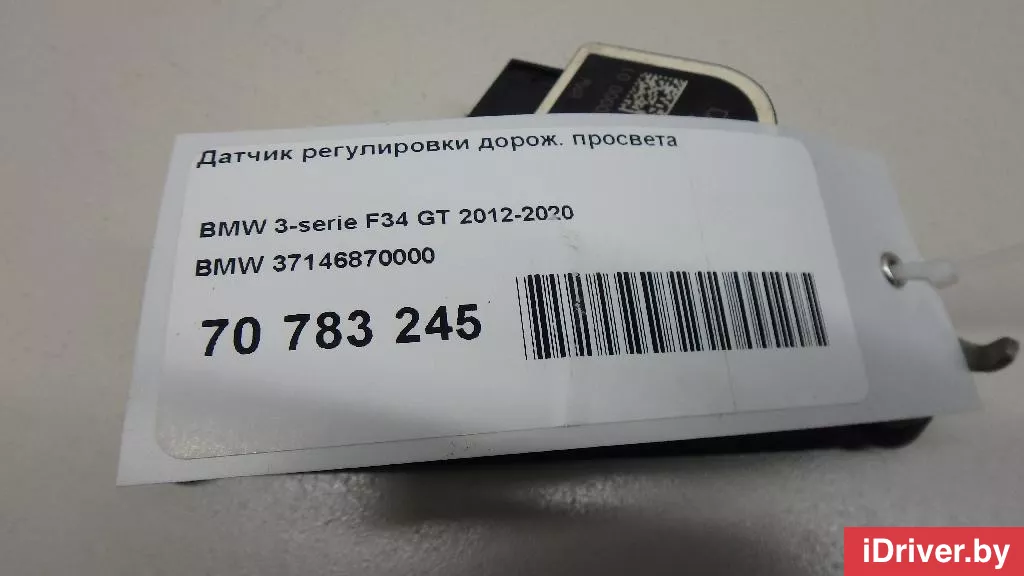 Датчик регулировки дорож. просвета
BMW 3-serie F34 GT 2012-2020
BMW 37146870000
70 783 245
iDriver.by